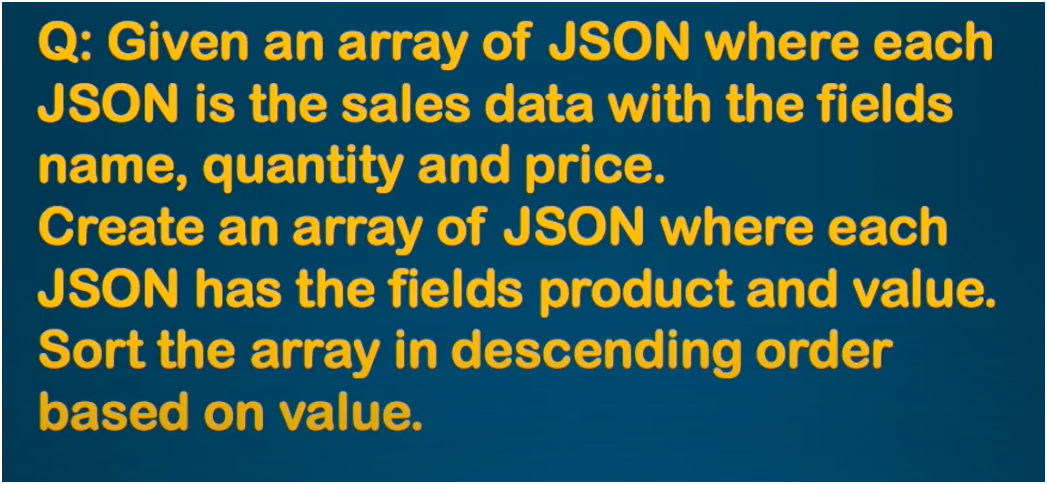 Q: Given an array of JSON where each
JSON is the sales data with the fields
name, quantity and price.
Create an array of JSON where each
JSON has the fields product and value.
Sort the array in descending order
based on value.